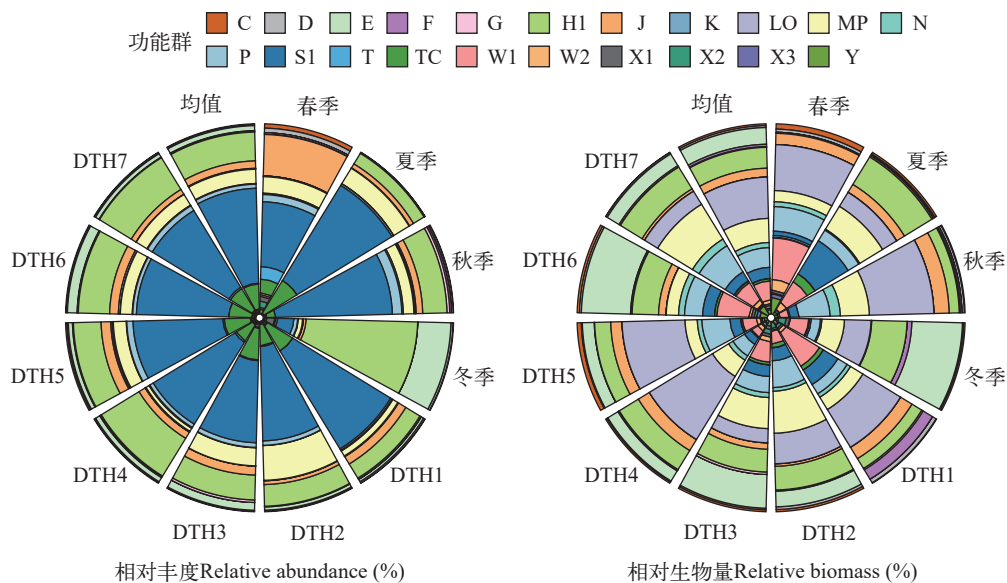 功能群 C D E F G H1 J K LO MP N
P S1 T TC W1 W2 X1 X2 X3 Y
均值 春季 夏季 秋季 冬季 DTH1 DTH2 DTH3 DTH4 DTH5 DTH6 DTH7
均值 春季 夏季 秋季 冬季 DTH1 DTH2 DTH3 DTH4 DTH5 DTH6 DTH7
相对丰度Relative abundance (%)
相对生物量Relative biomass (%)